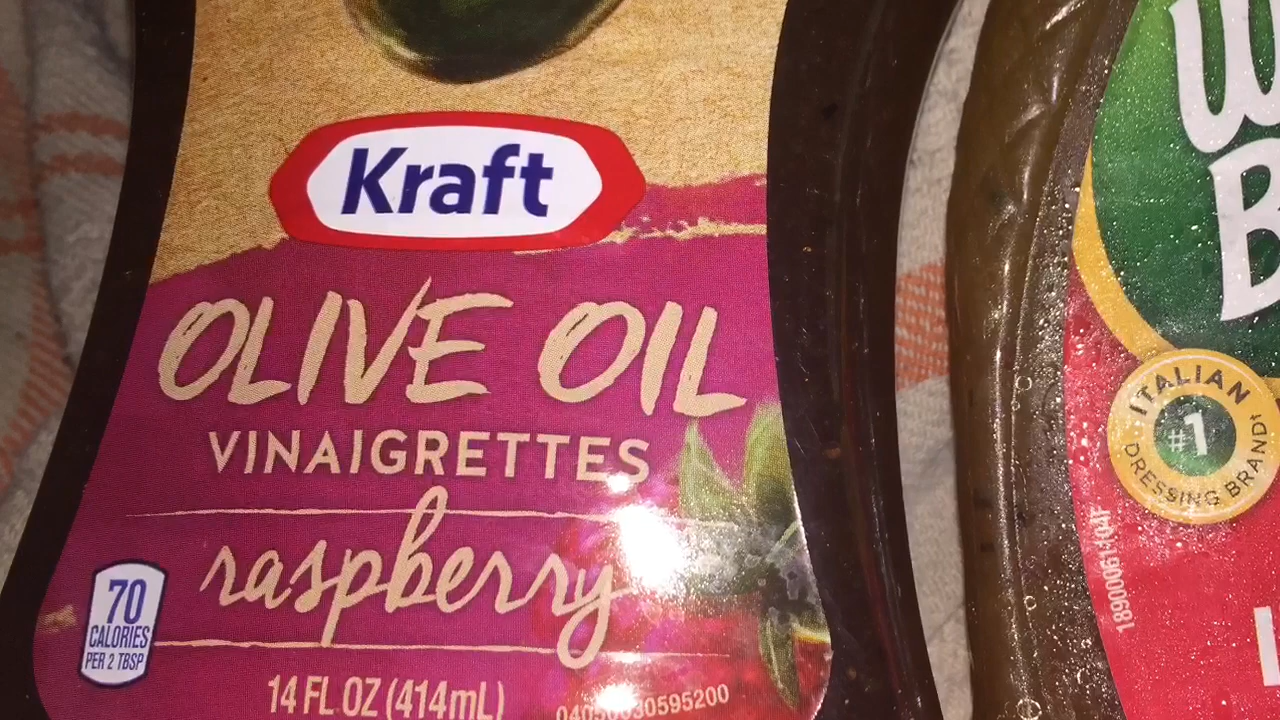 Kraft
OLIVE OIL
VINAIGRETTES
raspberry
70
CALORIES
PER 2 TBSP
14 FL OZ (414mL)
W
B
ITALIAN
#1
DRESSING BRAND†